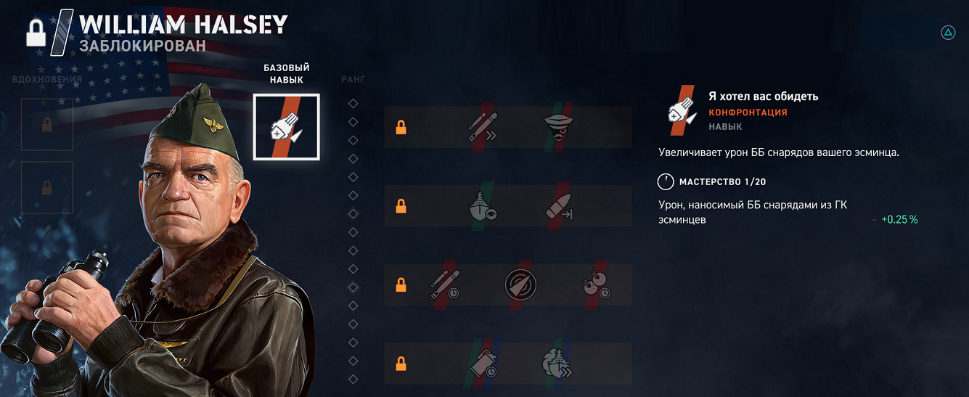 WILLIAM HALSEY
ЗАБЛОКИРОВАН
ВДОХНОВЕНИЯ
БАЗОВЫЙ
НАВЫК
РАНГ
Я хотел вас обидеть
КОНФРОНТАЦИЯ
НАВЫК
Увеличивает урон ББ снарядов вашего эсминца.
МАСТЕРСТВО 1/20
Урон, наносимый ББ снарядами из ГК
эсминцев
- +0.25 %